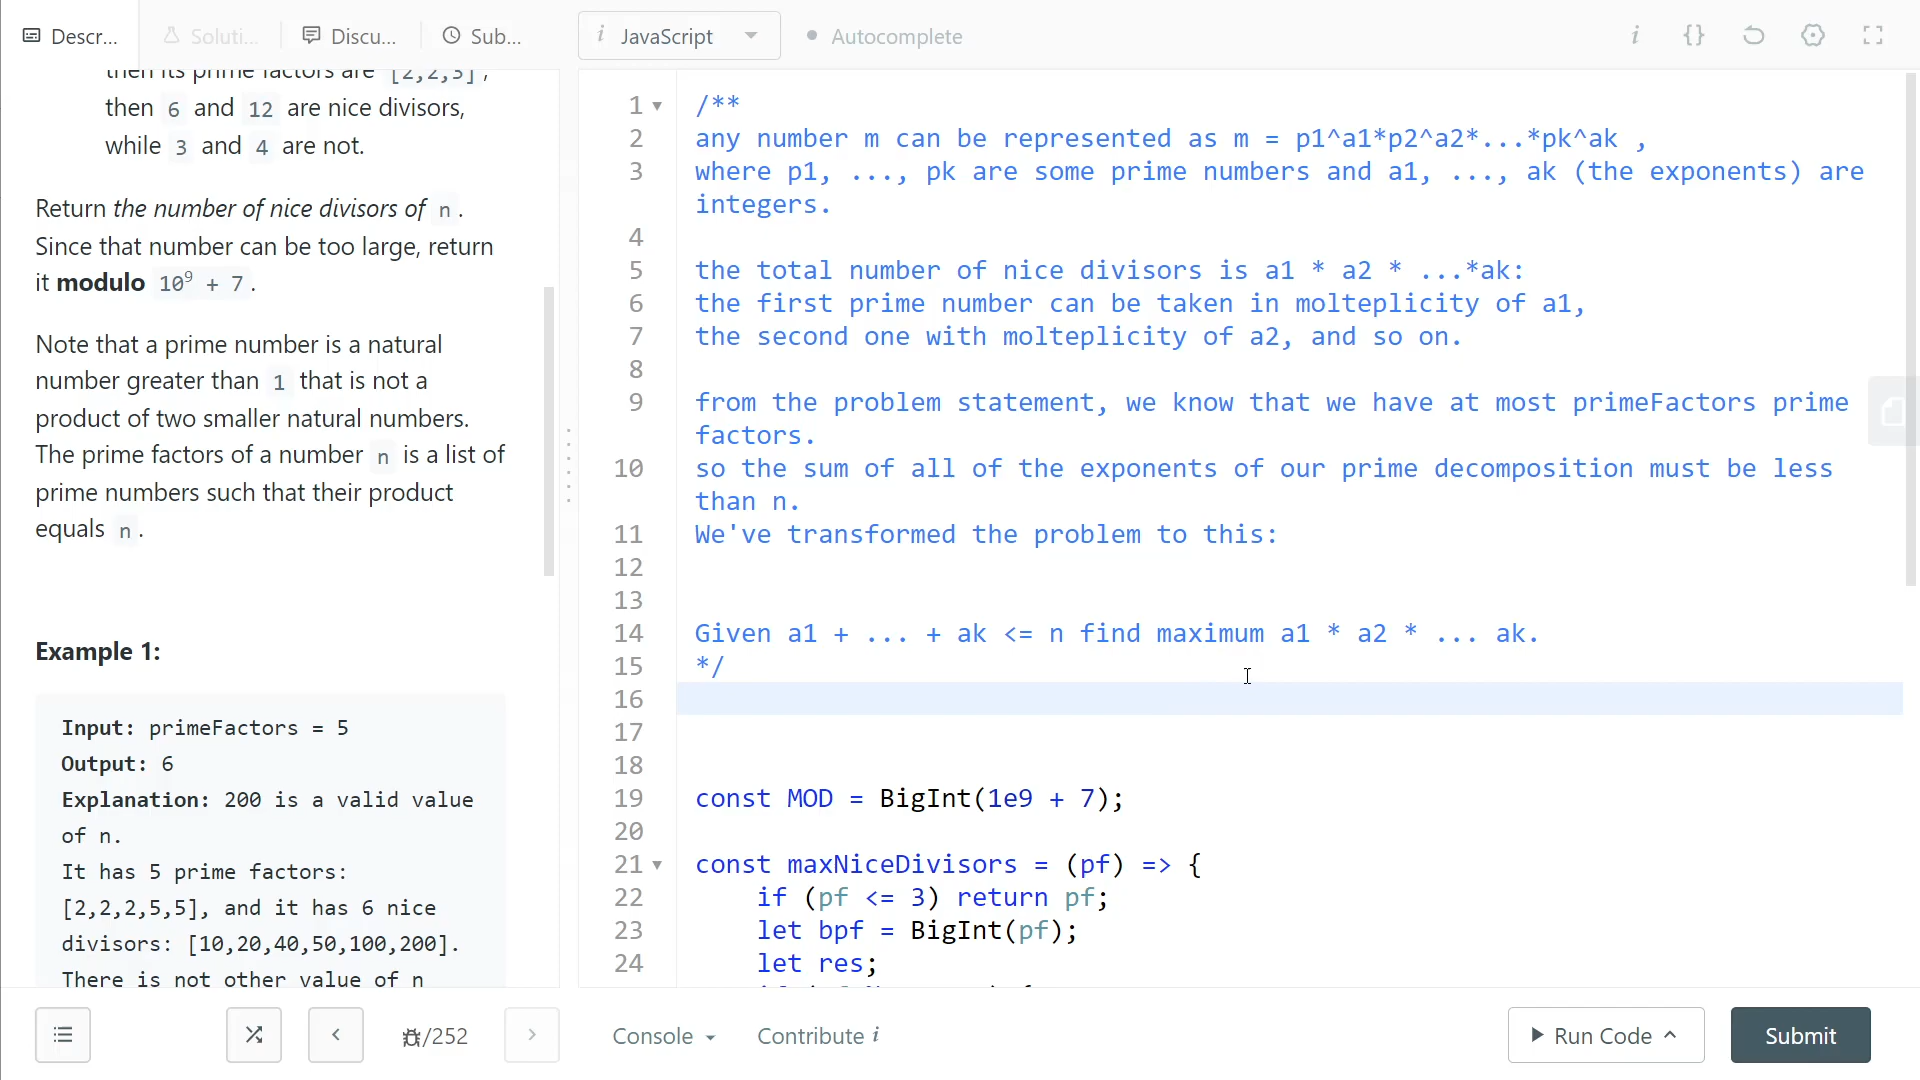 Descr...
Soluti...
Discu...
Sub...
i JavaScript
Autocomplete
i {}
then its prime factors are [2,2,3],
then 6 and 12 are nice divisors,
while 3 and 4 are not.
Return the number of nice divisors of n.
Since that number can be too large, return
it modulo 10⁹ + 7.
Note that a prime number is a natural
number greater than 1 that is not a
product of two smaller natural numbers.
The prime factors of a number n is a list of
prime numbers such that their product
equals n.
Example 1:
Input: primeFactors = 5
Output: 6
Explanation: 200 is a valid value
of n.
It has 5 prime factors:
[2,2,2,5,5], and it has 6 nice
divisors: [10,20,40,50,100,200].
There is not other value of n
1 /**
2 any number m can be represented as m = p1^a1*p2^a2*...*pk^ak ,
3 where p1, ..., pk are some prime numbers and a1, ..., ak (the exponents) are
integers.
4
5 the total number of nice divisors is a1 * a2 * ...*ak:
6 the first prime number can be taken in molteplicity of a1,
7 the second one with molteplicity of a2, and so on.
8
9 from the problem statement, we know that we have at most primeFactors prime
factors.
10 so the sum of all of the exponents of our prime decomposition must be less
than n.
11 We've transformed the problem to this:
12
13
14 Given a1 + ... + ak <= n find maximum a1 * a2 * ... ak.
15 */
16
17
18
19 const MOD = BigInt(1e9 + 7);
20
21 const maxNiceDivisors = (pf) => {
22 if (pf <= 3) return pf;
23 let bpf = BigInt(pf);
24 let res;
/252
Console
Contribute i
Run Code
Submit